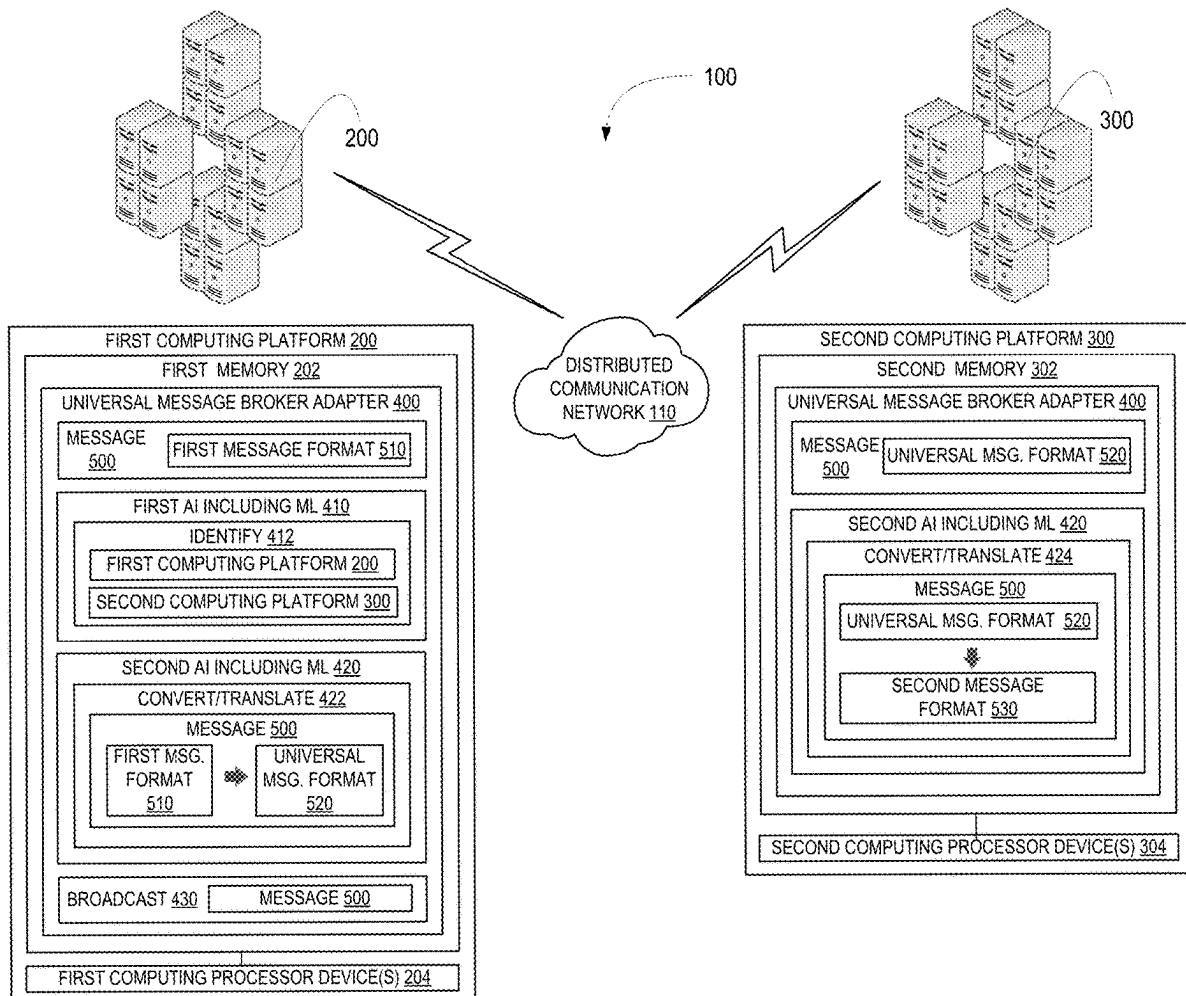 100
200
300
FIRST COMPUTING PLATFORM 200
FIRST MEMORY 202
UNIVERSAL MESSAGE BROKER ADAPTER 400
MESSAGE
500
FIRST MESSAGE FORMAT 510
FIRST AI INCLUDING ML 410
IDENTIFY 412
FIRST COMPUTING PLATFORM 200
SECOND COMPUTING PLATFORM 300
SECOND AI INCLUDING ML 420
CONVERT/TRANSLATE 422
MESSAGE 500
FIRST MSG.
FORMAT
510
UNIVERSAL
MSG. FORMAT
520
BROADCAST 430
MESSAGE 500
FIRST COMPUTING PROCESSOR DEVICE(S) 204
DISTRIBUTED
COMMUNICATION
NETWORK 110
SECOND COMPUTING PLATFORM 300
SECOND MEMORY 302
UNIVERSAL MESSAGE BROKER ADAPTER 400
MESSAGE
500
UNIVERSAL MSG. FORMAT 520
SECOND AI INCLUDING ML 420
CONVERT/TRANSLATE 424
MESSAGE 500
UNIVERSAL MSG. FORMAT 520
SECOND MESSAGE
FORMAT 530
SECOND COMPUTING PROCESSOR DEVICE(S) 304